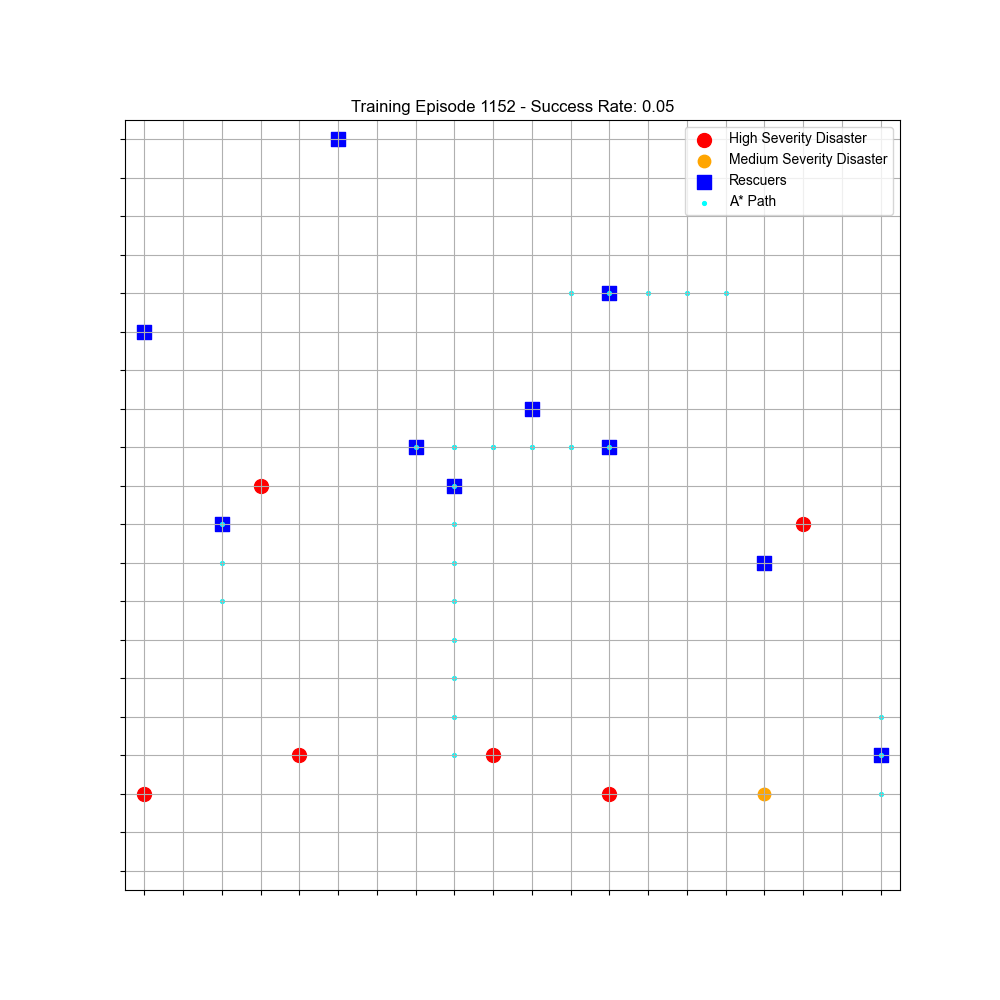 Training Episode 1152 - Success Rate: 0.05
High Severity Disaster
Medium Severity Disaster
Rescuers
A* Path